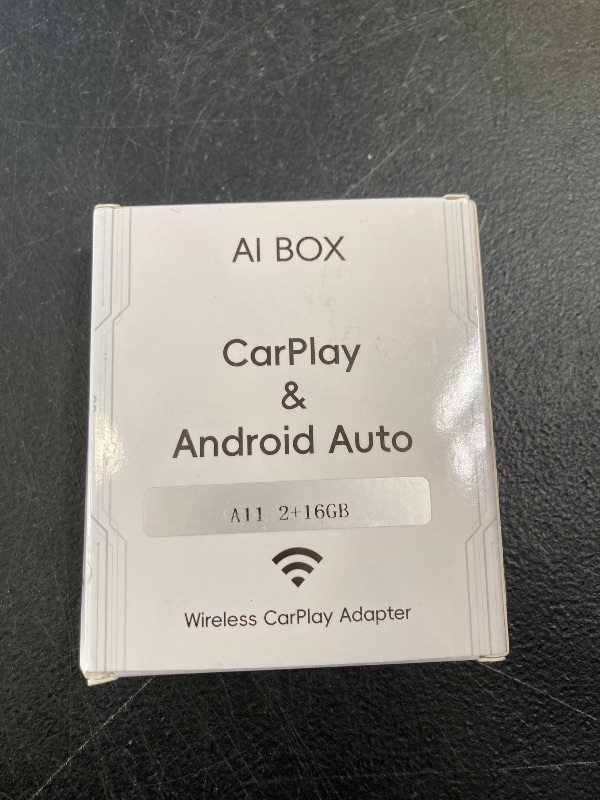 AI BOX
CarPlay
&
Android Auto
A11 2+16GB
Wireless CarPlay Adapter